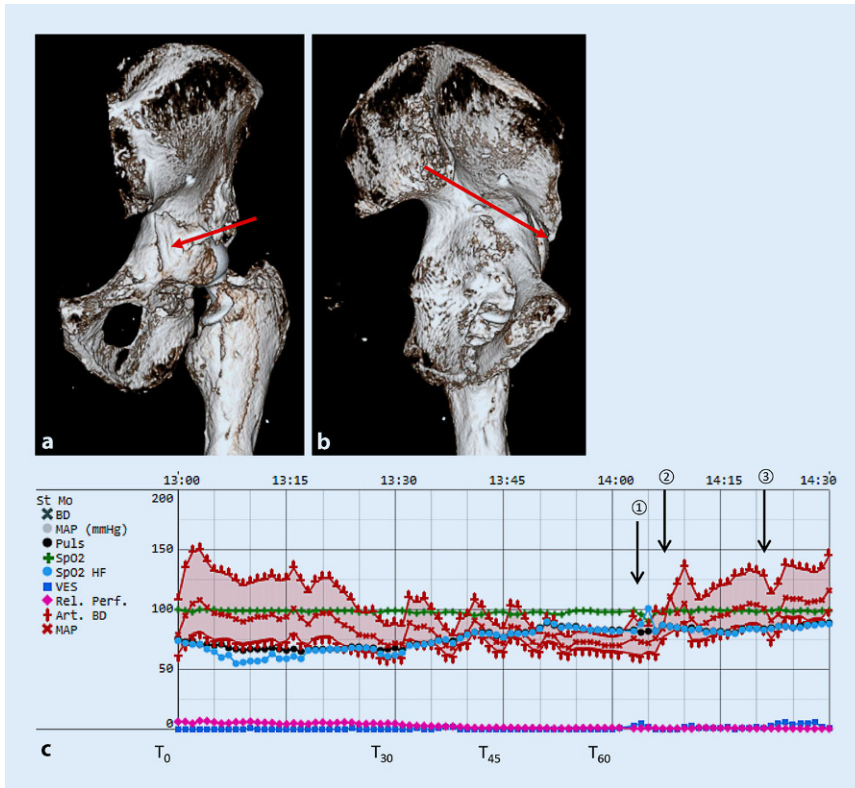 a
b
13:00 13:15 13:30 13:45 14:00 14:15 14:30
① ② ③
St Mo
BD
MAP (mmHg)
Puls
SpO2
SpO2 HF
VES
Rel. Perf.
Art. BD
MAP
200
150
100
50
0
c
T0 T30 T45 T60